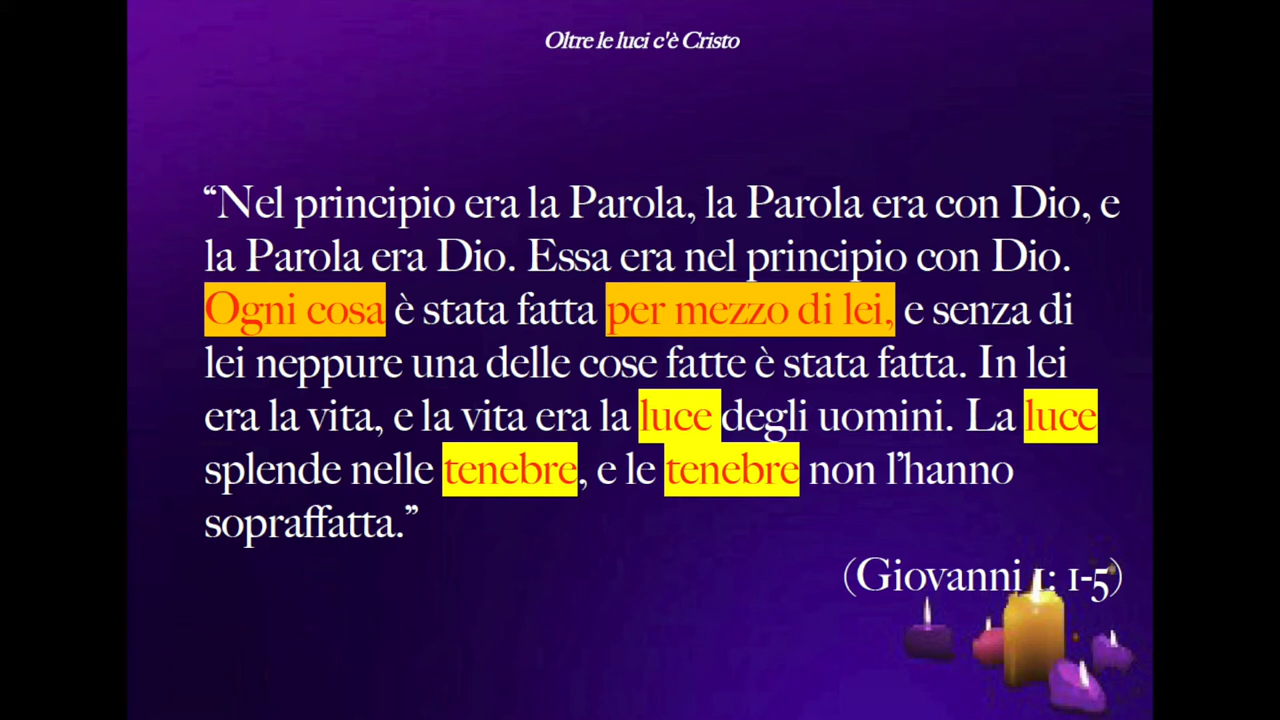 Oltre le luci c'è Cristo
“Nel principio era la Parola, la Parola era con Dio, e
la Parola era Dio. Essa era nel principio con Dio.
Ogni cosa è stata fatta per mezzo di lei, e senza di
lei neppure una delle cose fatte è stata fatta. In lei
era la vita, e la vita era la luce degli uomini. La luce
splende nelle tenebre, e le tenebre non l’hanno
sopraffatta.”
(Giovanni 1: 1-5)